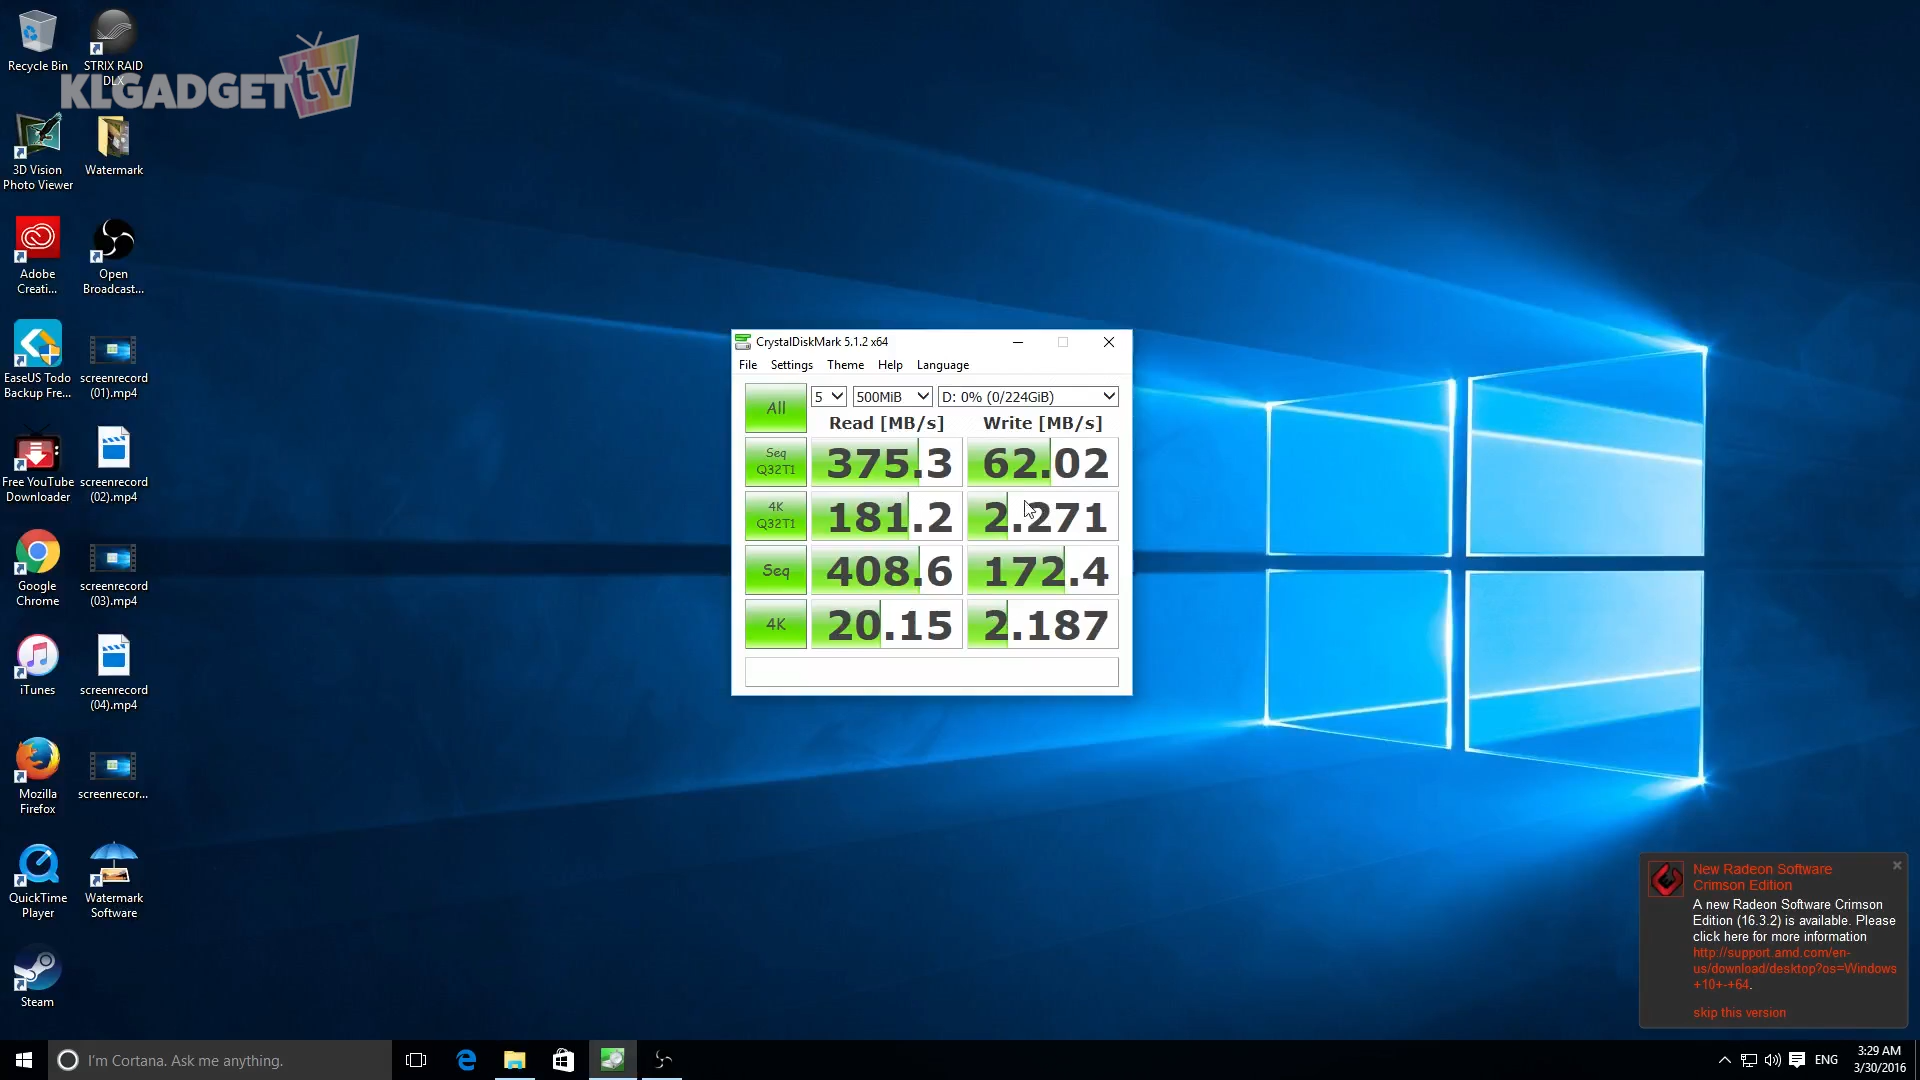 Recycle Bin
STRIX RAID
DLX
KLGADGET tv
3D Vision
Photo Viewer
Watermark
Adobe
Creati...
Open
Broadcast...
EaseUS Todo
Backup Fre...
screenrecord
(01).mp4
Free YouTube
Downloader
screenrecord
(02).mp4
Google
Chrome
screenrecord
(03).mp4
iTunes
screenrecord
(04).mp4
Mozilla
Firefox
screenrecor...
QuickTime
Player
Watermark
Software
Steam
CrystalDiskMark 5.1.2 x64
File Settings Theme Help Language
All 5 500MiB D: 0% (0/224GiB)
Read [MB/s] Write [MB/s]
Seq
Q32T1 375.3 62.02
4K
Q32T1 181.2 2.271
Seq 408.6 172.4
4K 20.15 2.187
New Radeon Software
Crimson Edition
A new Radeon Software Crimson
Edition (16.3.2) is available. Please
click here for more information
http://support.amd.com/en-
us/download/desktop?os=Windows
+10+-+64.
skip this version
I'm Cortana. Ask me anything.
ENG
3:29 AM
3/30/2016